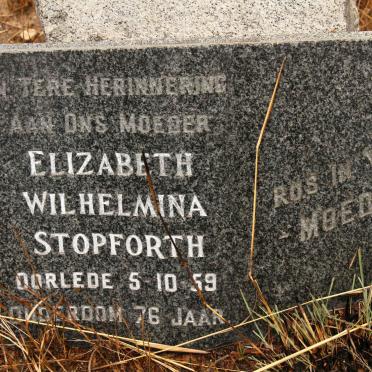 N TERE HERINNERING
AAN ONS MOEDER
ELIZABETH
WILHELMINA
STOPFORTH
OORLEDE 5·10·59
OUDERDOM 76 JAAR
RUS IN
- MOED